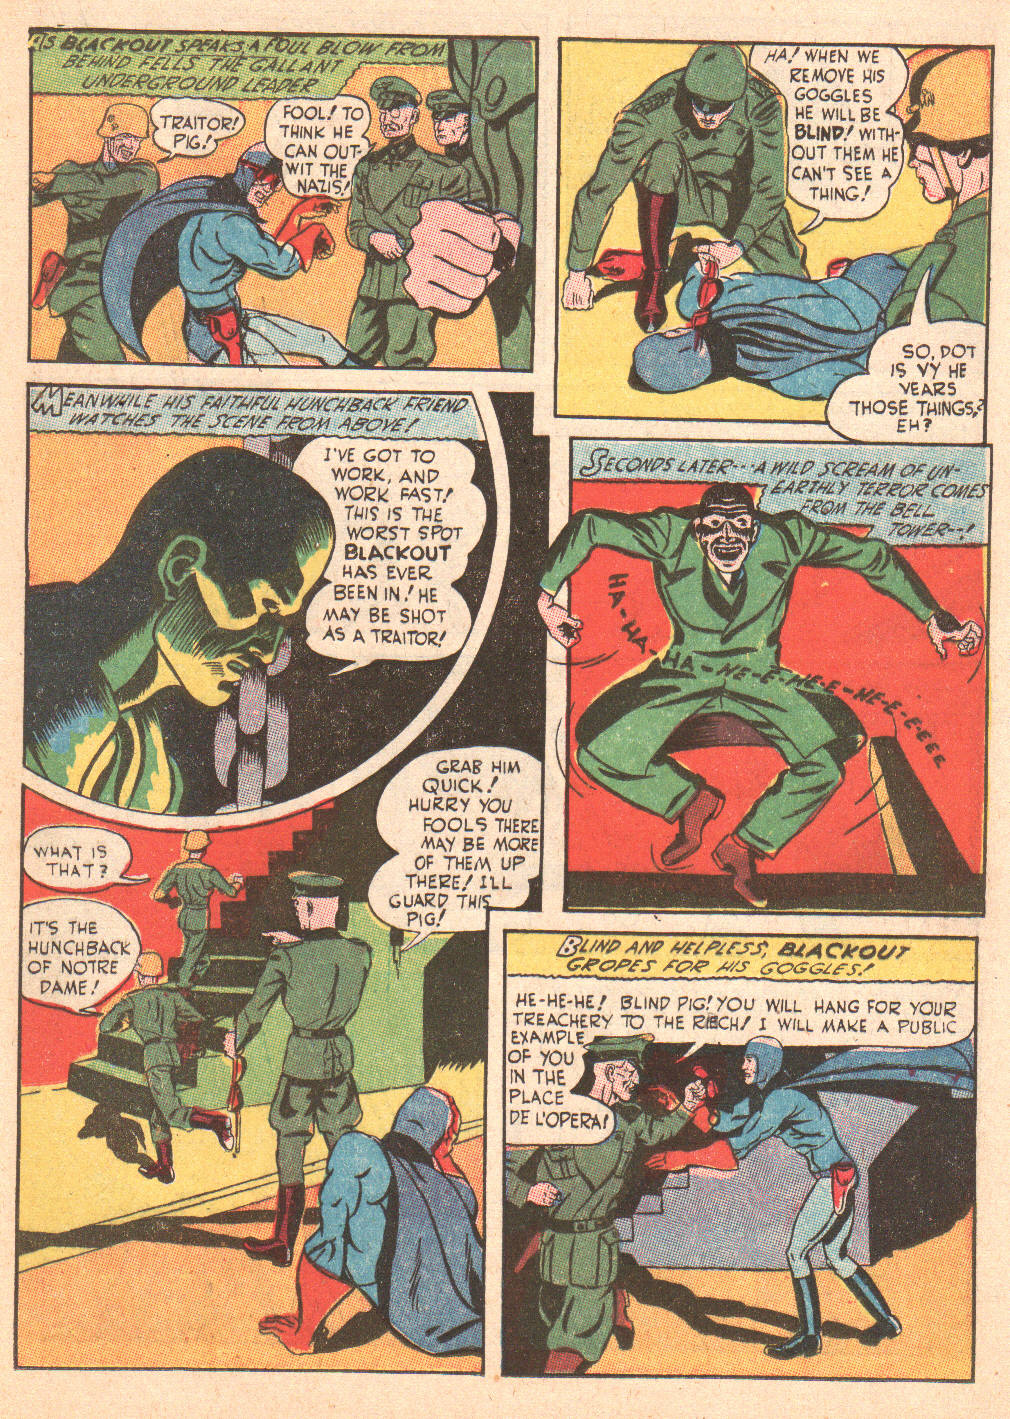 AS BLACKOUT SPEAKS, A FOUL BLOW FROM
BEHIND FELLS THE GALLANT
UNDERGROUND LEADER
TRAITOR!
PIG!
FOOL! TO
THINK HE
CAN OUT-
WIT THE
NAZIS!
HA! WHEN WE
REMOVE HIS
GOGGLES
HE WILL BE
BLIND! WITH-
OUT THEM HE
CAN'T SEE A
THING!
SO, DOT
IS VY HE
VEARS
THOSE THINGS,
EH?
MEANWHILE HIS FAITHFUL HUNCHBACK FRIEND
WATCHES THE SCENE FROM ABOVE!
I'VE GOT TO
WORK, AND
WORK FAST!
THIS IS THE
WORST SPOT
BLACKOUT
HAS EVER
BEEN IN! HE
MAY BE SHOT
AS A TRAITOR!
SECONDS LATER--- A WILD SCREAM OF UN-
EARTHLY TERROR COMES
FROM THE BELL
TOWER--!
HA-HA-HA-HA-HE-E-HE-E-HE-E-E-EEEE
WHAT IS
THAT?
IT'S THE
HUNCHBACK
OF NOTRE
DAME!
GRAB HIM
QUICK!
HURRY YOU
FOOLS THERE
MAY BE MORE
OF THEM UP
THERE! I'LL
GUARD THIS
PIG!
BLIND AND HELPLESS, BLACKOUT
GROPES FOR HIS GOGGLES!
HE-HE-HE! BLIND PIG! YOU WILL HANG FOR YOUR
TREACHERY TO THE REICH! I WILL MAKE A PUBLIC
EXAMPLE
OF YOU
IN THE
PLACE
DE L'OPERA!